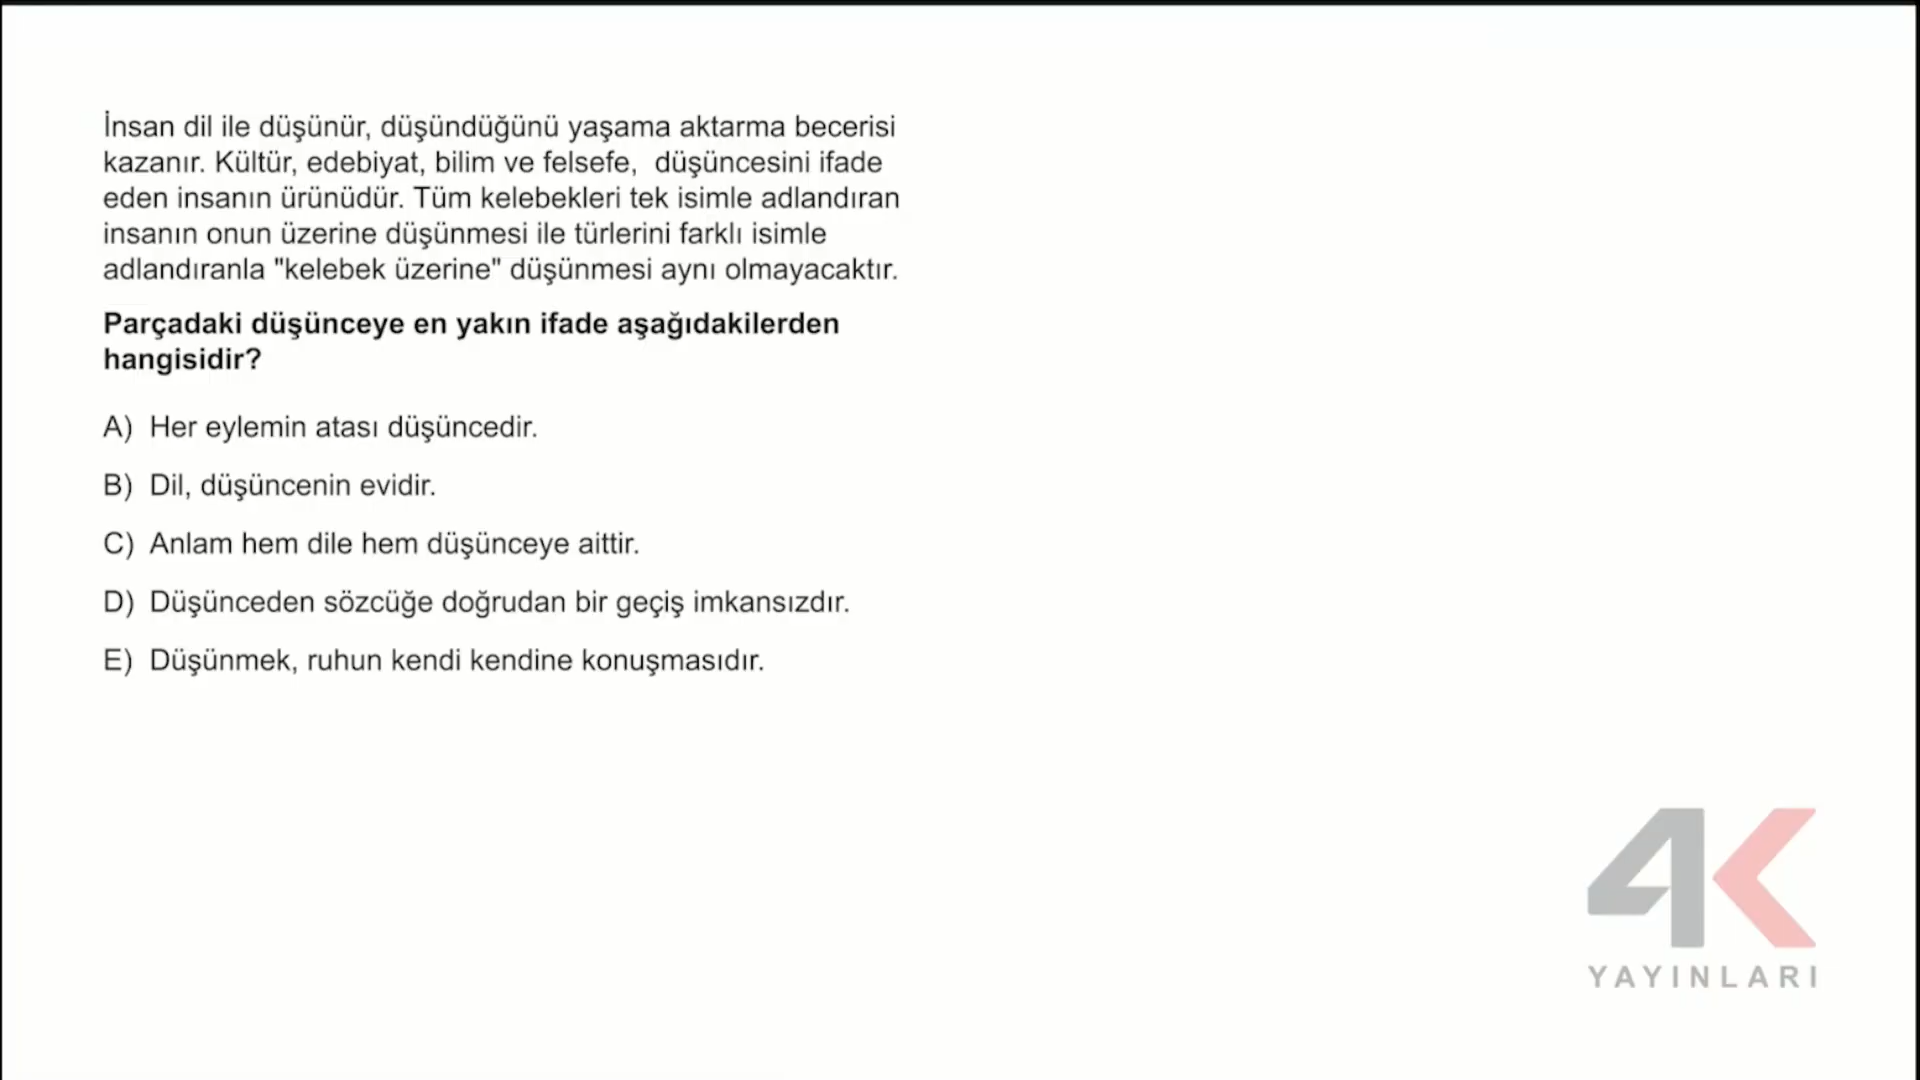 İnsan dil ile düşünür, düşündüğünü yaşama aktarma becerisi
kazanır. Kültür, edebiyat, bilim ve felsefe, düşüncesini ifade
eden insanın ürünüdür. Tüm kelebekleri tek isimle adlandıran
insanın onun üzerine düşünmesi ile türlerini farklı isimle
adlandıranla "kelebek üzerine" düşünmesi aynı olmayacaktır.
Parçadaki düşünceye en yakın ifade aşağıdakilerden
hangisidir?
A) Her eylemin atası düşüncedir.
B) Dil, düşüncenin evidir.
C) Anlam hem dile hem düşünceye aittir.
D) Düşünceden sözcüğe doğrudan bir geçiş imkansızdır.
E) Düşünmek, ruhun kendi kendine konuşmasıdır.
4K
YAYINLARI